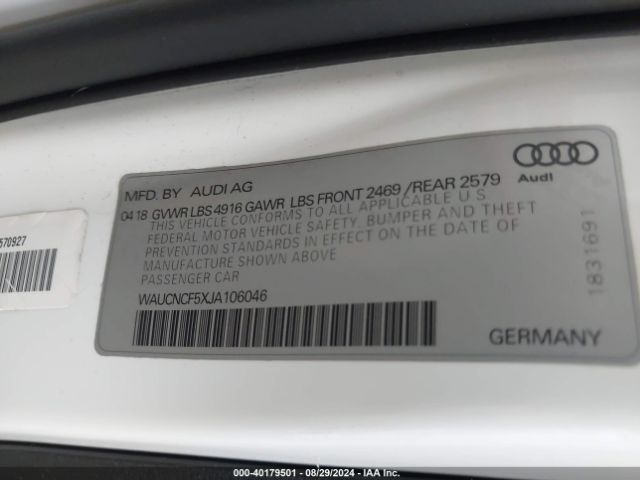 Audi
MFD. BY AUDI AG
04 18 GVWR LBS 4916 GAWR LBS FRONT 2469 / REAR 2579
THIS VEHICLE CONFORMS TO ALL APPLICABLE U S
FEDERAL MOTOR VEHICLE SAFETY, BUMPER AND THEFT
PREVENTION STANDARDS IN EFFECT ON THE DATE OF
MANUFACTURE SHOWN ABOVE.
PASSENGER CAR
WAUCNCF5XJA106046
GERMANY
1831691
570927
000-40179501 / 08/29/2024 / IAAI.COM